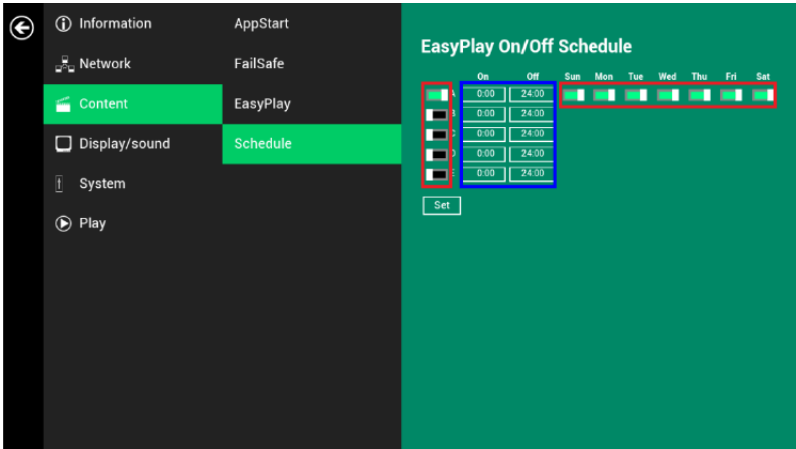 Information
Network
Content
Display/sound
System
Play
AppStart
FailSafe
EasyPlay
Schedule
EasyPlay On/Off Schedule
On Off Sun Mon Tue Wed Thu Fri Sat
A 0:00 24:00
B 0:00 24:00
C 0:00 24:00
D 0:00 24:00
E 0:00 24:00
Set